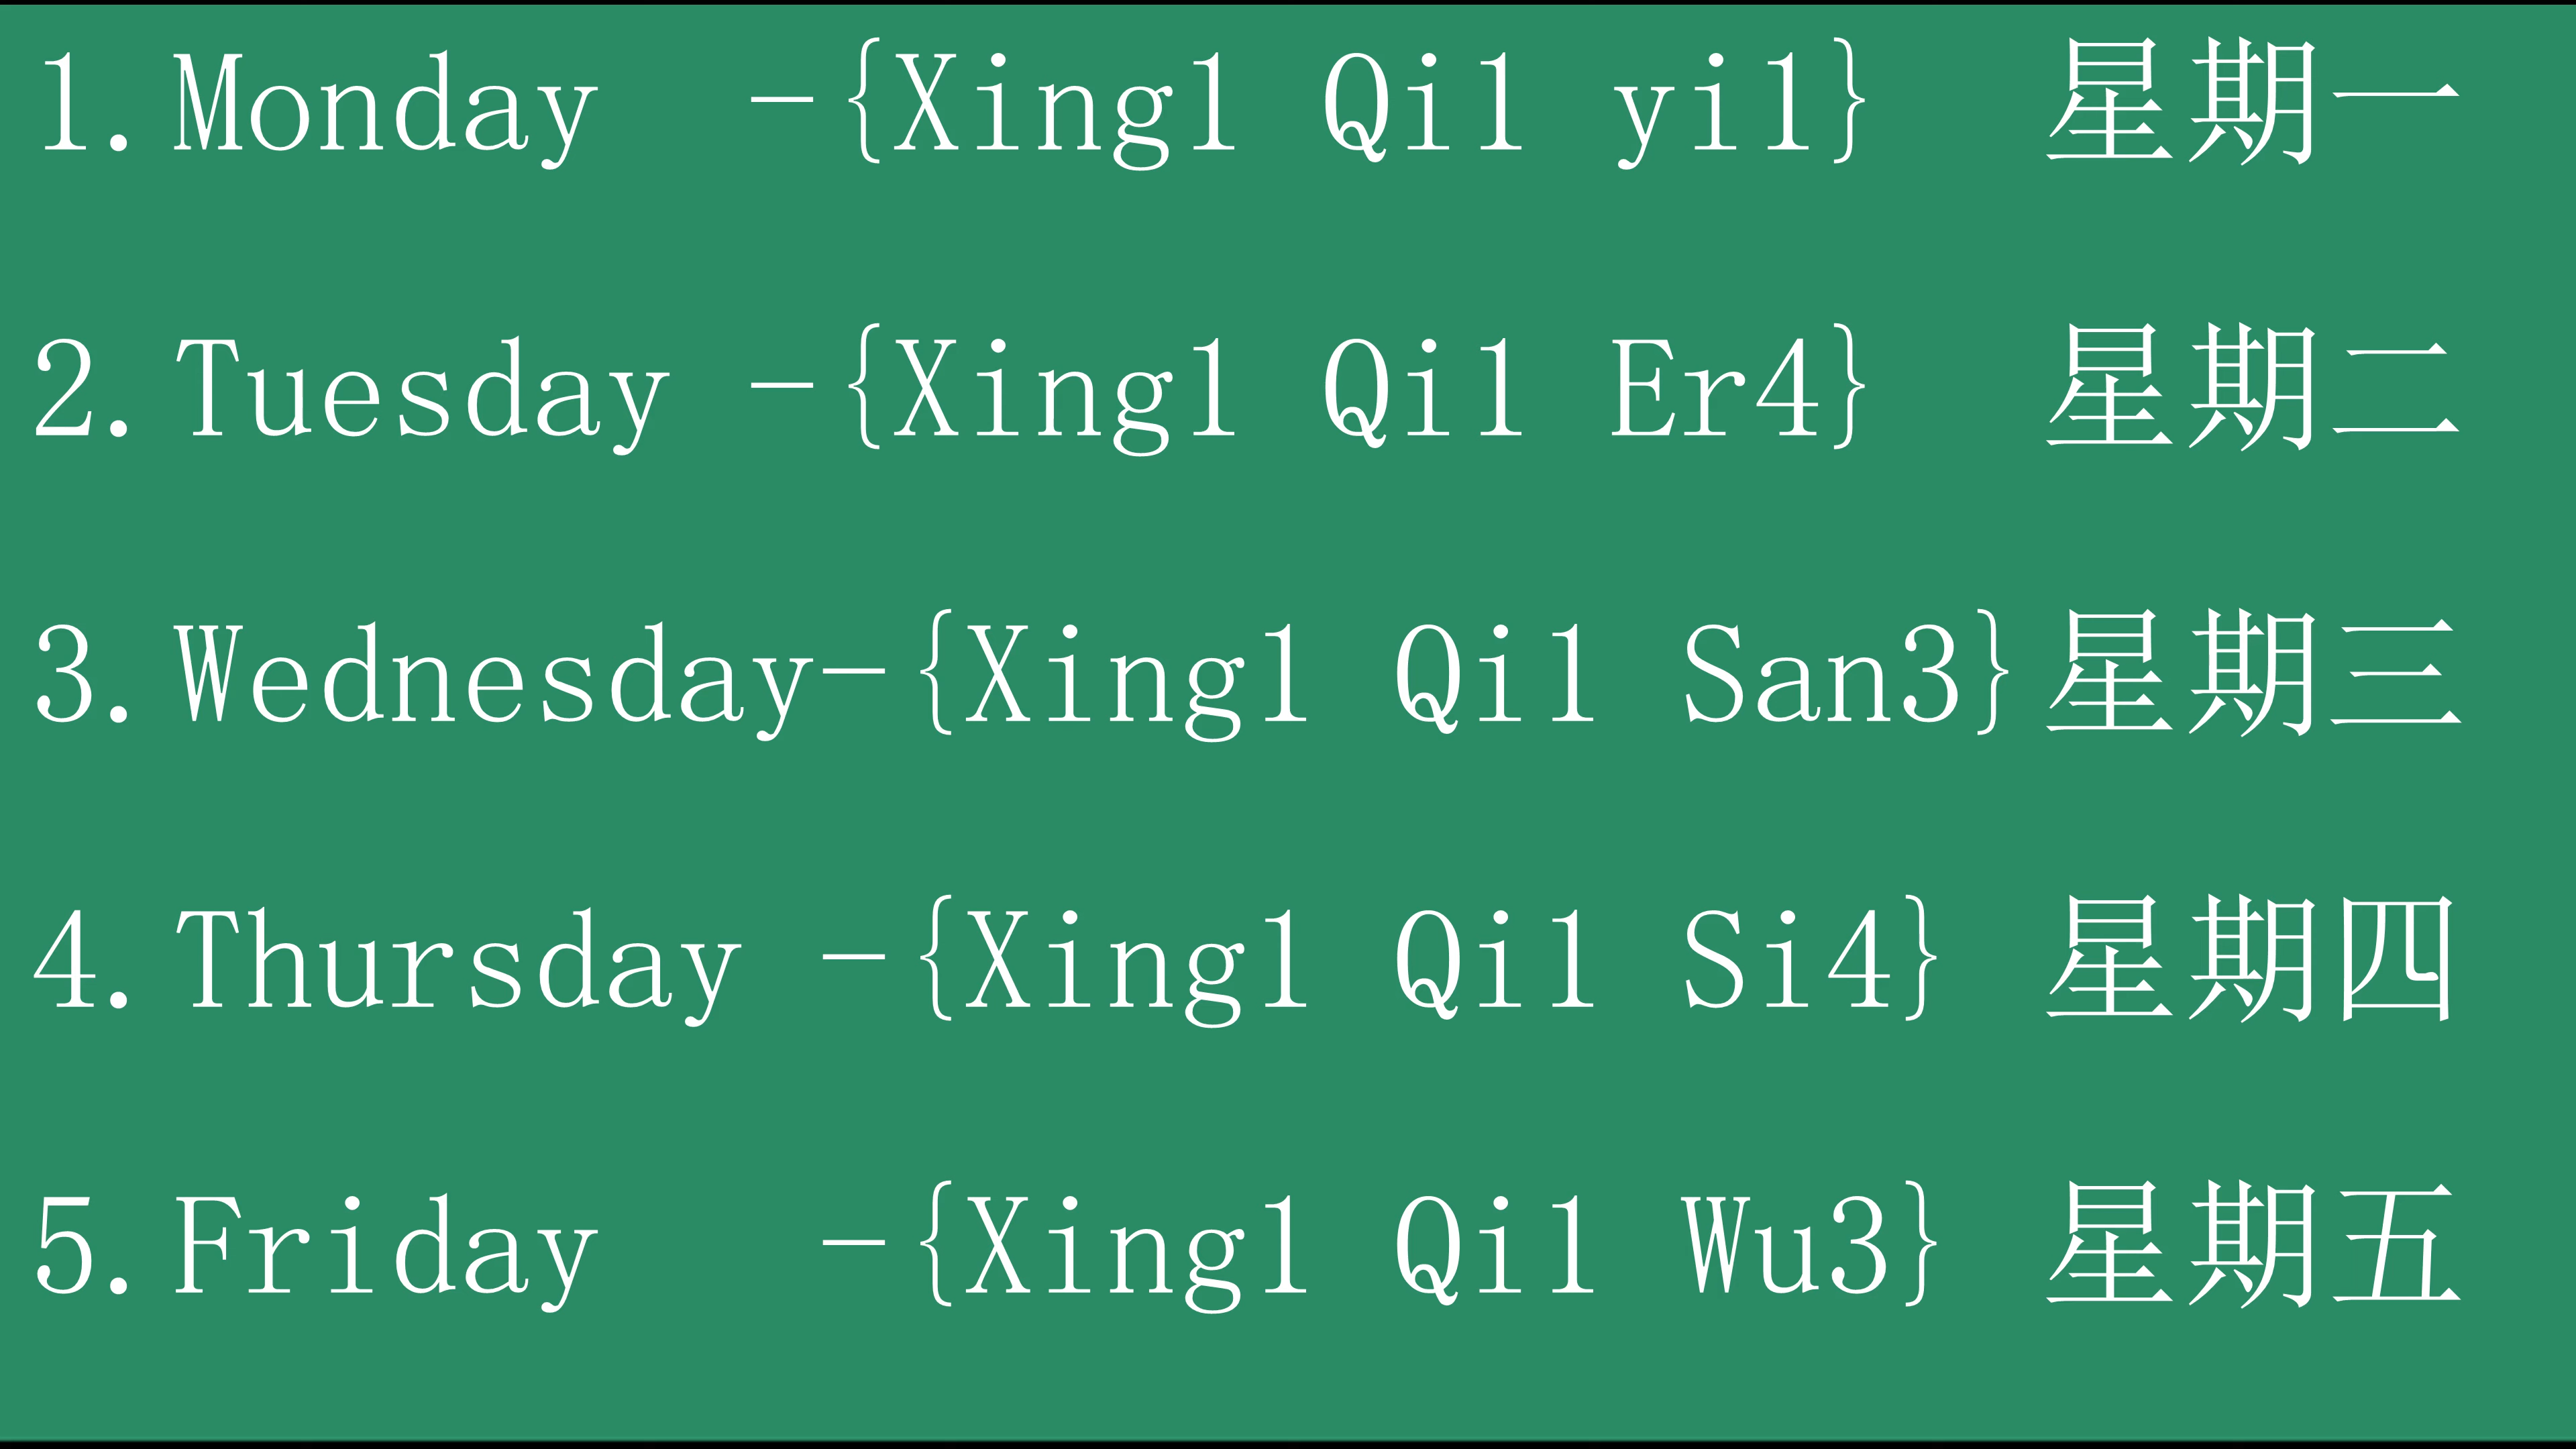 1.Monday  -{Xing1 Qi1 yi1}  星期一
2.Tuesday -{Xing1 Qi1 Er4}  星期二
3.Wednesday-{Xing1 Qi1 San3}星期三
4.Thursday -{Xing1 Qi1 Si4} 星期四
5.Friday   -{Xing1 Qi1 Wu3} 星期五